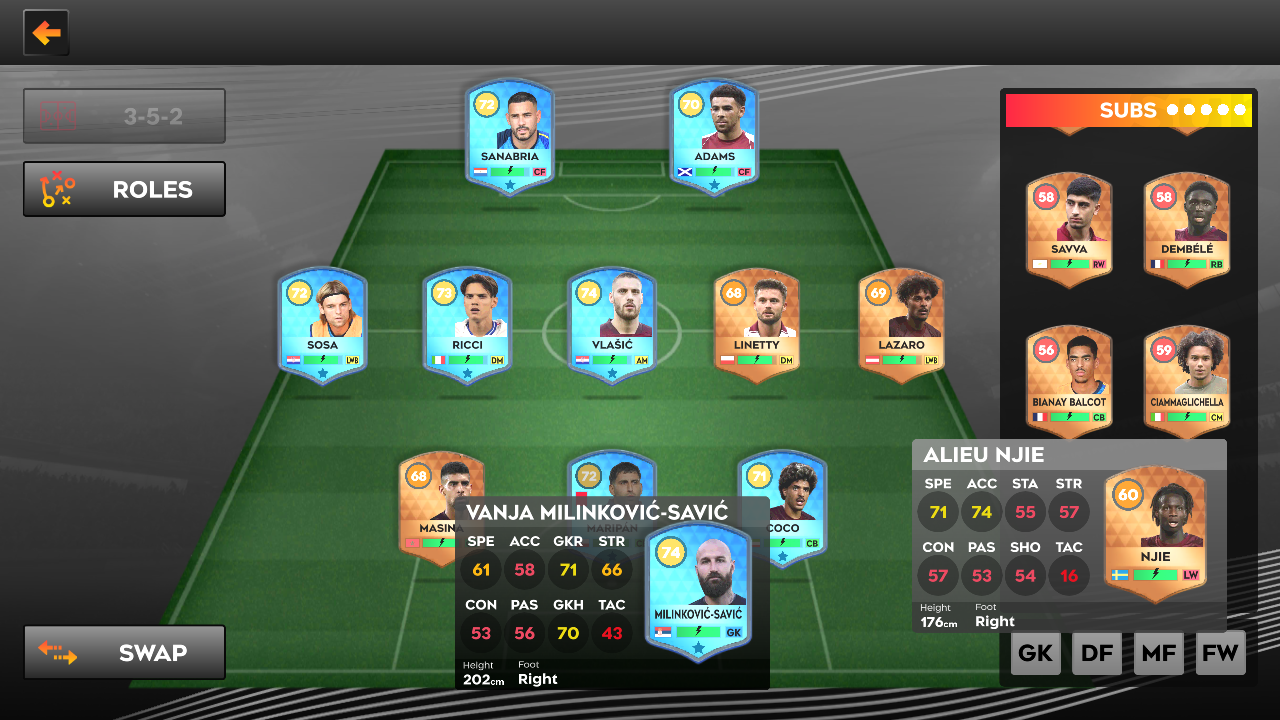 3-5-2
ROLES
SUBS
72
SANABRIA
CF
70
ADAMS
CF
58
SAVVA
RW
58
DEMBÉLÉ
RB
72
SOSA
LWB
73
RICCI
DM
74
VLAŠIĆ
AM
68
LINETTY
DM
69
LAZARO
LWB
56
BIANAY BALCOT
CB
59
CIAMMAGLICHELLA
CM
68
MASINA
72
MARIPÁN
71
COCO
CB
VANJA MILINKOVIĆ-SAVIĆ
SPE ACC GKR STR
61 58 71 66
CON PAS GKH TAC
53 56 70 43
Height Foot
202cm Right
74
MILINKOVIĆ-SAVIĆ
GK
ALIEU NJIE
SPE ACC STA STR
71 74 55 57
CON PAS SHO TAC
57 53 54 16
Height Foot
176cm Right
60
NJIE
LW
SWAP
GK DF MF FW